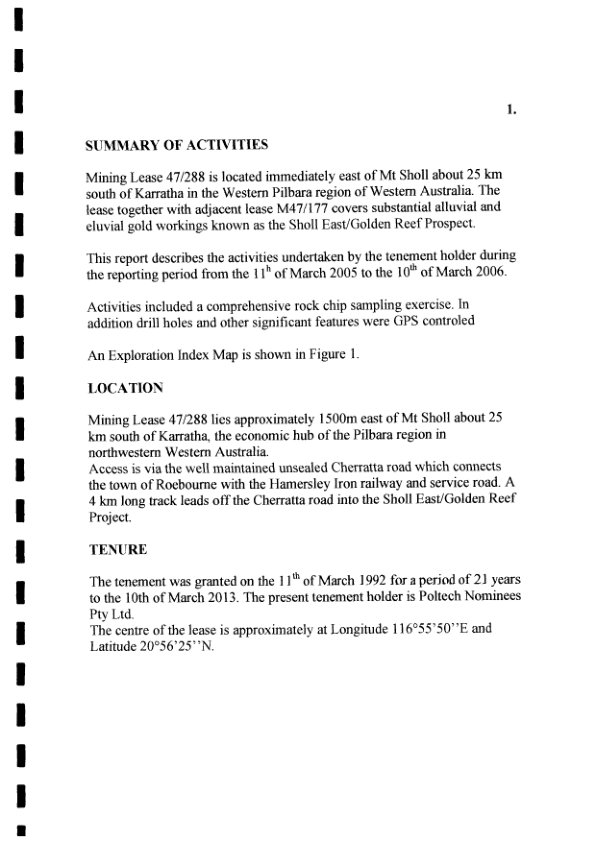 1.
SUMMARY OF ACTIVITIES
Mining Lease 47/288 is located immediately east of Mt Sholl about 25 km
south of Karratha in the Western Pilbara region of Western Australia. The
lease together with adjacent lease M47/177 covers substantial alluvial and
eluvial gold workings known as the Sholl East/Golden Reef Prospect.
This report describes the activities undertaken by the tenement holder during
the reporting period from the 11h of March 2005 to the 10th of March 2006.
Activities included a comprehensive rock chip sampling exercise. In
addition drill holes and other significant features were GPS controled
An Exploration Index Map is shown in Figure 1.
LOCATION
Mining Lease 47/288 lies approximately 1500m east of Mt Sholl about 25
km south of Karratha, the economic hub of the Pilbara region in
northwestern Western Australia.
Access is via the well maintained unsealed Cherratta road which connects
the town of Roebourne with the Hamersley Iron railway and service road. A
4 km long track leads off the Cherratta road into the Sholl East/Golden Reef
Project.
TENURE
The tenement was granted on the 11th of March 1992 for a period of 21 years
to the 10th of March 2013. The present tenement holder is Poltech Nominees
Pty Ltd.
The centre of the lease is approximately at Longitude 116°55'50''E and
Latitude 20°56'25''N.